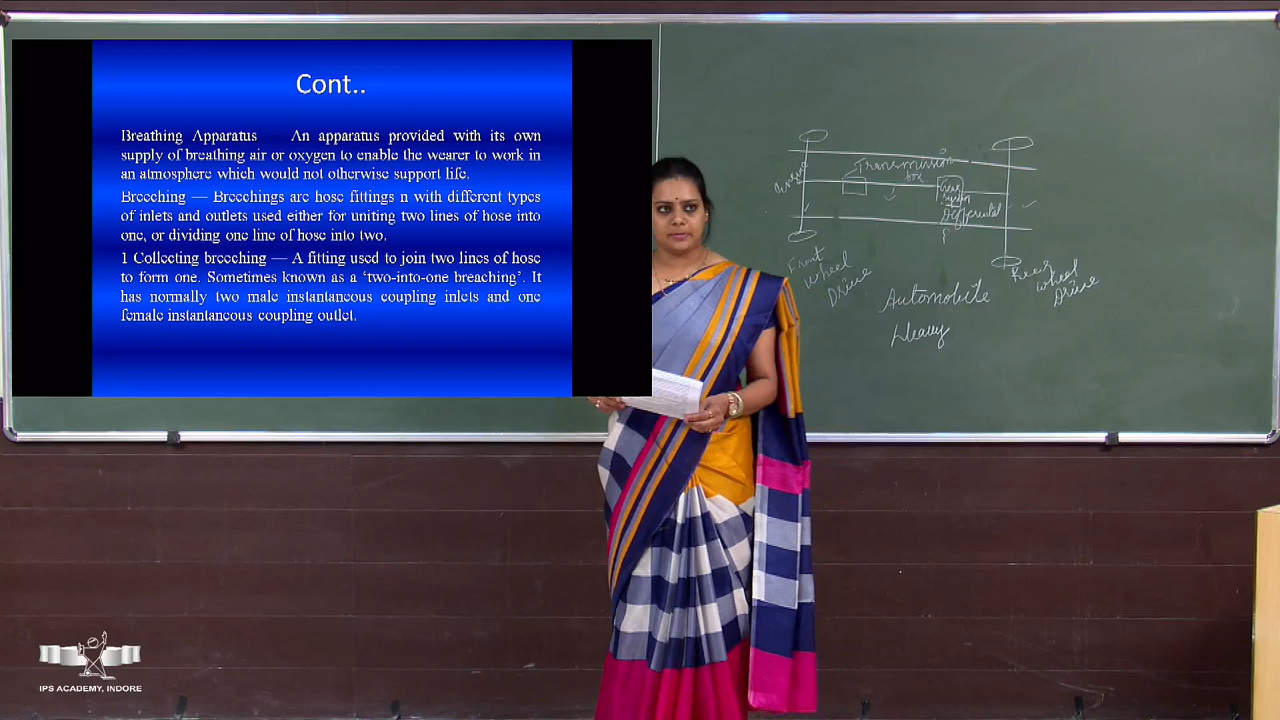 Cont..
Breathing Apparatus An apparatus provided with its own
supply of breathing air or oxygen to enable the wearer to work in
an atmosphere which would not otherwise support life.
Breeching — Breechings are hose fittings n with different types
of inlets and outlets used either for uniting two lines of hose into
one, or dividing one line of hose into two.
1 Collecting breeching — A fitting used to join two lines of hose
to form one. Sometimes known as a ‘two-into-one breaching’. It
has normally two male instantaneous coupling inlets and one
female instantaneous coupling outlet.
Transmission
box
Differential
Front
Wheel
Drive
Rear
wheel
Drive
Automobile
Heavy
IPS ACADEMY, INDORE